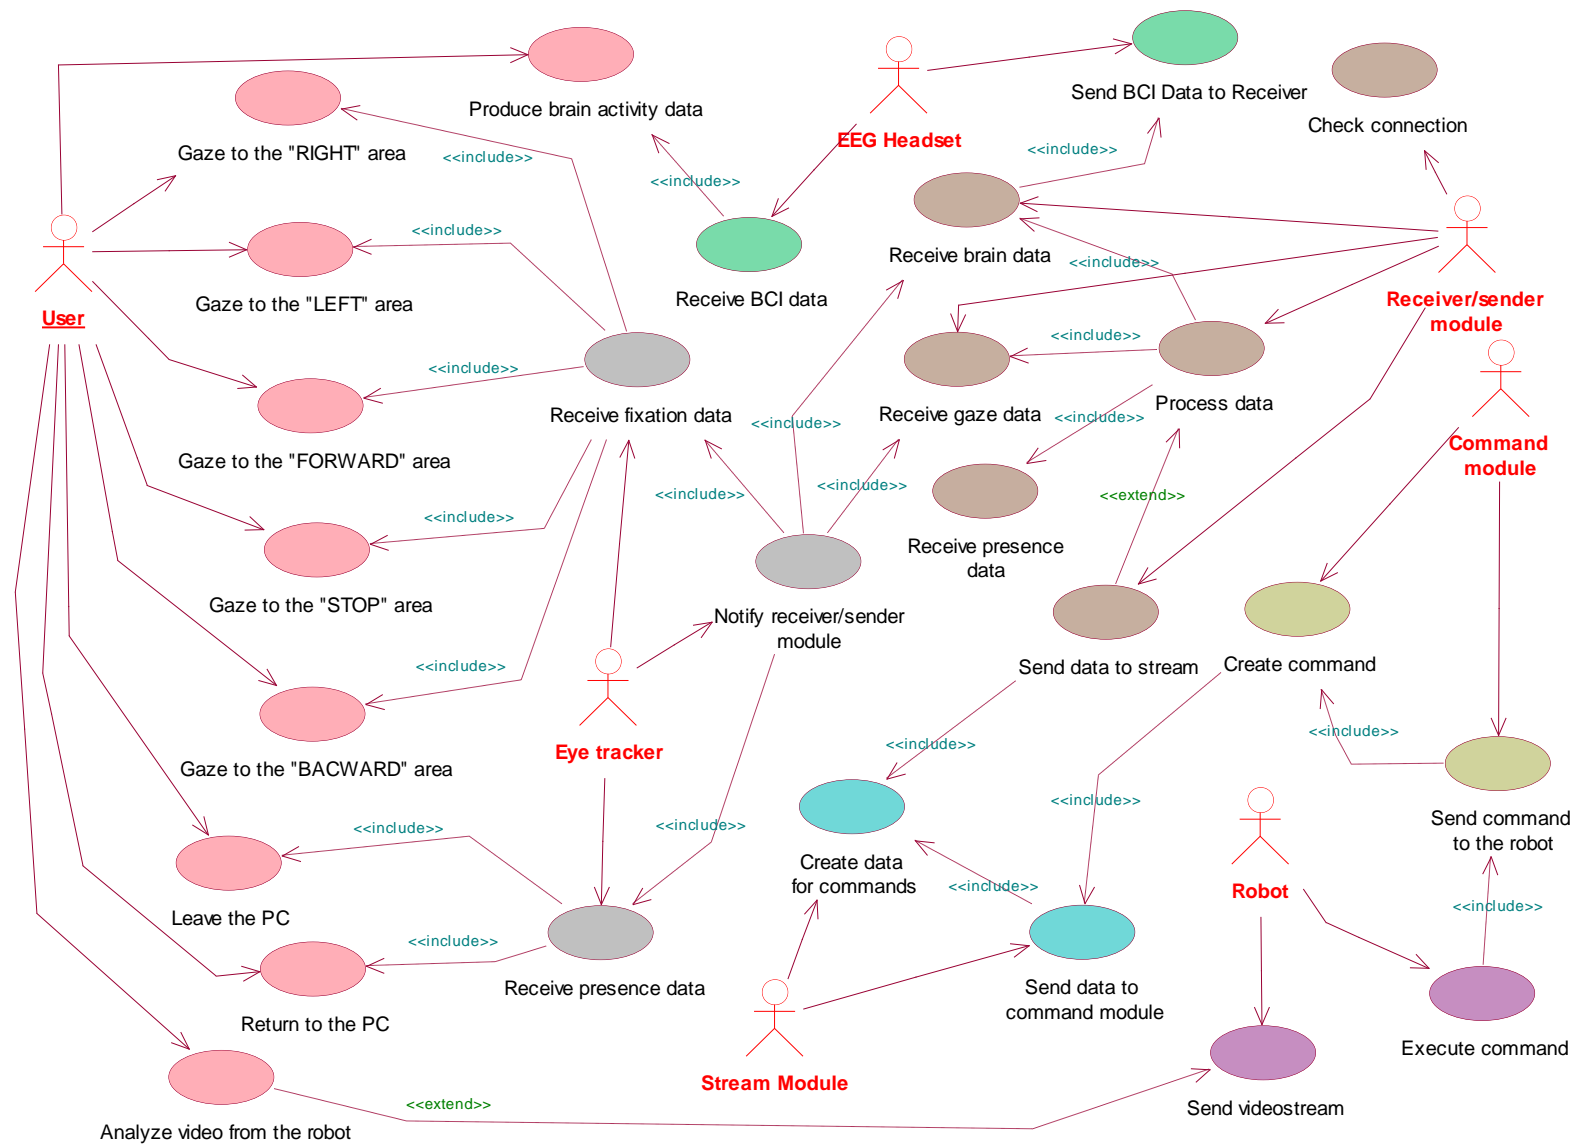 Produce brain activity data
Send BCI Data to Receiver
Check connection
EEG Headset
Gaze to the "RIGHT" area
<<include>>
<<include>>
<<include>>
<<include>>
Receive brain data
<<include>>
Receive BCI data
Gaze to the "LEFT" area
User
Receiver/sender
module
<<include>>
<<include>>
Receive fixation data
Receive gaze data
Process data
<<include>>
<<include>>
Command
module
Gaze to the "FORWARD" area
<<include>>
<<include>>
<<extend>>
<<include>>
Receive presence
data
Gaze to the "STOP" area
Notify receiver/sender
module
Send data to stream
Create command
<<include>>
Eye tracker
Gaze to the "BACWARD" area
<<include>>
<<include>>
<<include>>
<<include>>
<<include>>
Send command
to the robot
Create data
for commands
<<include>>
Robot
<<include>>
Leave the PC
<<include>>
Receive presence data
Send data to
command module
Return to the PC
Execute command
Stream Module
<<extend>>
Send videostream
Analyze video from the robot